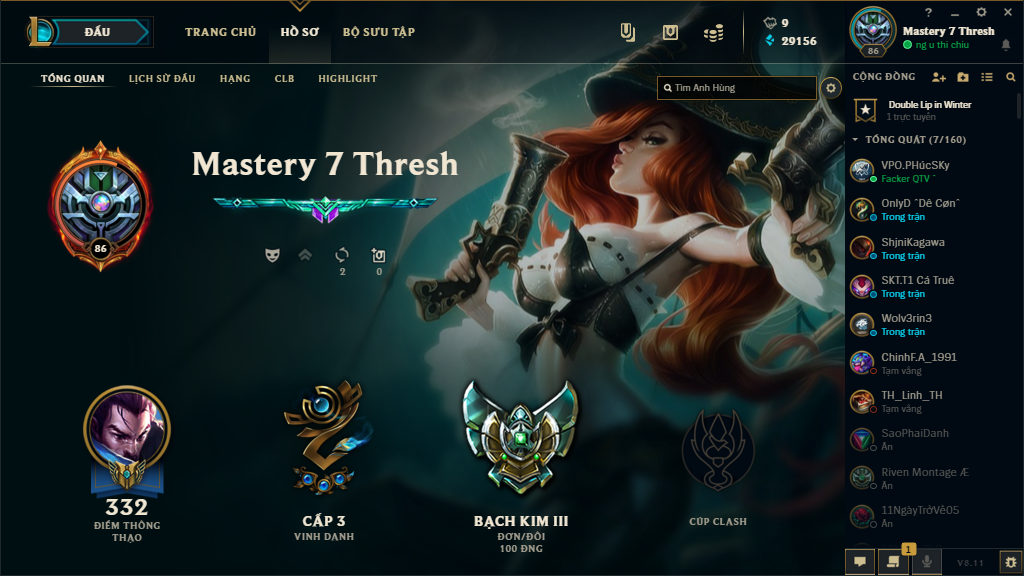 ĐẤU
TRANG CHỦ
HỒ SƠ
BỘ SƯU TẬP
9
29156
86
Mastery 7 Thresh
ng u thi chiu
TỔNG QUAN
LỊCH SỬ ĐẤU
HẠNG
CLB
HIGHLIGHT
Tìm Anh Hùng
CỘNG ĐỒNG
Double Lip in Winter
1 trực tuyến
TỔNG QUÁT (7/160)
VPO.PHúcSKy
Facker QTV ˆ
OnlyD ˆDê Cønˆ
Trong trận
ShjniKagawa
Trong trận
SKT.T1 Cá Truê
Trong trận
Wolv3rin3
Trong trận
ChinhF.A_1991
Tạm vắng
TH_Linh_TH
Tạm vắng
SaoPhaiDanh
Ẩn
Riven Montage Æ
Ẩn
11NgàyTrởVê05
Ẩn
Mastery 7 Thresh
86
2
0
332
ĐIỂM THÔNG
THẠO
CẤP 3
VINH DANH
BẠCH KIM III
ĐƠN/ĐÔI
100 ĐNG
CÚP CLASH
1
V8.11